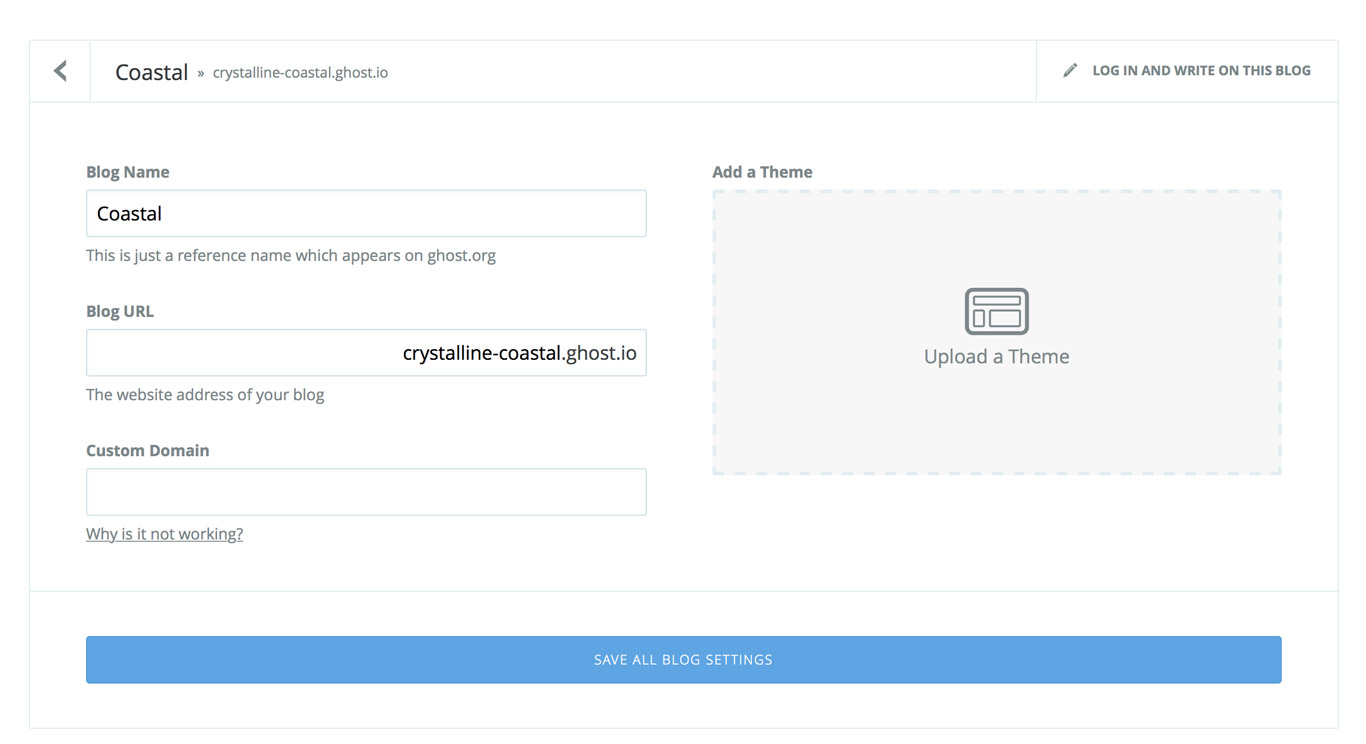 Coastal » crystalline-coastal.ghost.io
LOG IN AND WRITE ON THIS BLOG
Blog Name
Coastal
This is just a reference name which appears on ghost.org
Blog URL
crystalline-coastal.ghost.io
The website address of your blog
Custom Domain
Why is it not working?
Add a Theme
Upload a Theme
SAVE ALL BLOG SETTINGS